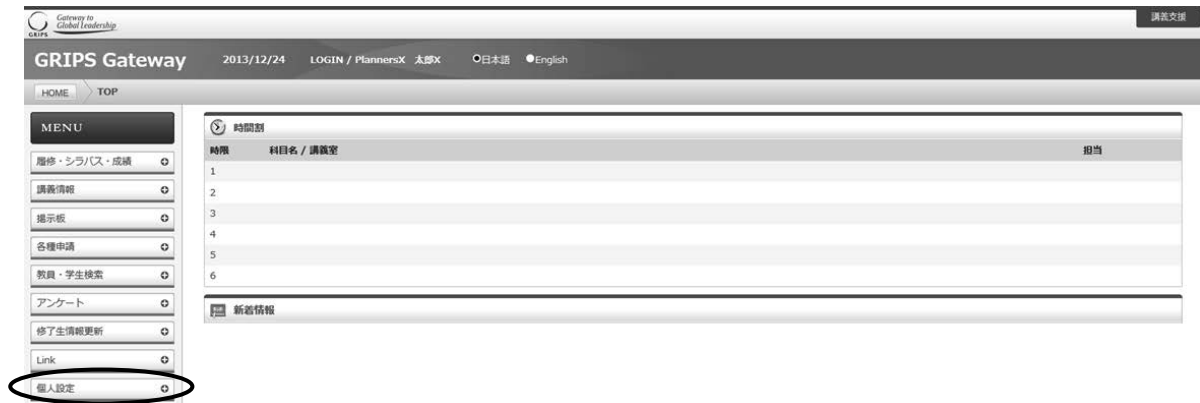 Gateway to
Global Leadership
GRIPS
講義支援
GRIPS Gateway 2013/12/24 LOGIN / PlannersX 太郎X 日本語 English
HOME TOP
MENU
履修・シラバス・成績
講義情報
掲示板
各種申請
教員・学生検索
アンケート
修了生情報更新
Link
個人設定
時間割
時限 科目名 / 講義室 担当
1
2
3
4
5
6
新着情報